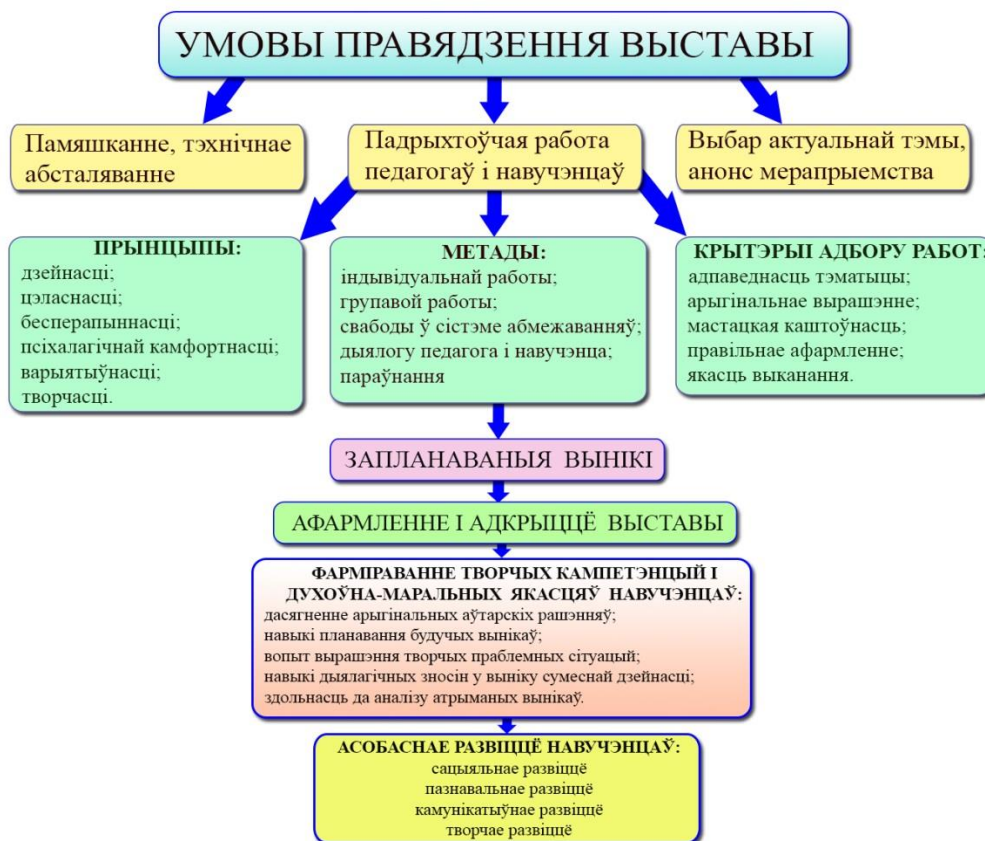 УМОВЫ ПРАВЯДЗЕННЯ ВЫСТАВЫ
Памяшканне, тэхнічнае
абсталяванне
Падрыхтоўчая работа
педагогаў і навучэнцаў
Выбар актуальнай тэмы,
анонс мерапрыемства
ПРЫНЦЫПЫ:
дзейнасці;
цэласнасці;
бесперапыннасці;
псіхалагічнай камфортнасці;
варыятыўнасці;
творчасці.
МЕТАДЫ:
індывідуальнай работы;
групавой работы;
свабоды ў сістэме абмежаванняў;
дыялогу педагога і навучэнца;
параўнання
КРЫТЭРЫІ АДБОРУ РАБОТ:
адпаведнасць тэматыцы;
арыгінальнае вырашэнне;
мастацкая каштоўнасць;
правільнае афармленне;
якасць выканання.
ЗАПЛАНАВАНЫЯ ВЫНІКІ
АФАРМЛЕННЕ І АДКРЫЦЦЁ ВЫСТАВЫ
ФАРМІРАВАННЕ ТВОРЧЫХ КАМПЕТЭНЦЫЙ І
ДУХОЎНА-МАРАЛЬНЫХ ЯКАСЦЯЎ НАВУЧЭНЦАЎ:
дасягненне арыгінальных аўтарскіх рашэнняў;
навыкі планавання будучых вынікаў;
вопыт вырашэння творчых праблемных сітуацый;
навыкі дыялагічных зносін у выніку сумеснай дзейнасці;
здольнасць да аналізу атрыманых вынікаў.
АСОБАСНАЕ РАЗВІЦЦЁ НАВУЧЭНЦАЎ:
сацыяльнае развіццё
пазнавальнае развіццё
камунікатыўнае развіццё
творчае развіццё